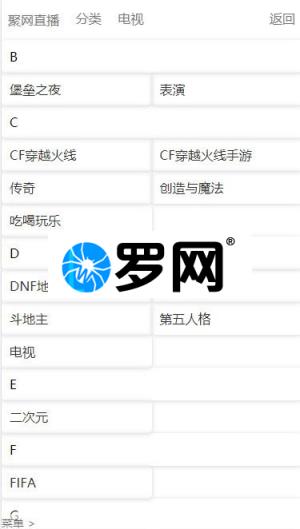 聚网直播 分类 电视 返回
B
堡垒之夜 表演
C
CF穿越火线 CF穿越火线手游
传奇 创造与魔法
吃喝玩乐
D
罗网®
DNF地
斗地主 第五人格
电视
E
二次元
F
FIFA
G
菜单 >